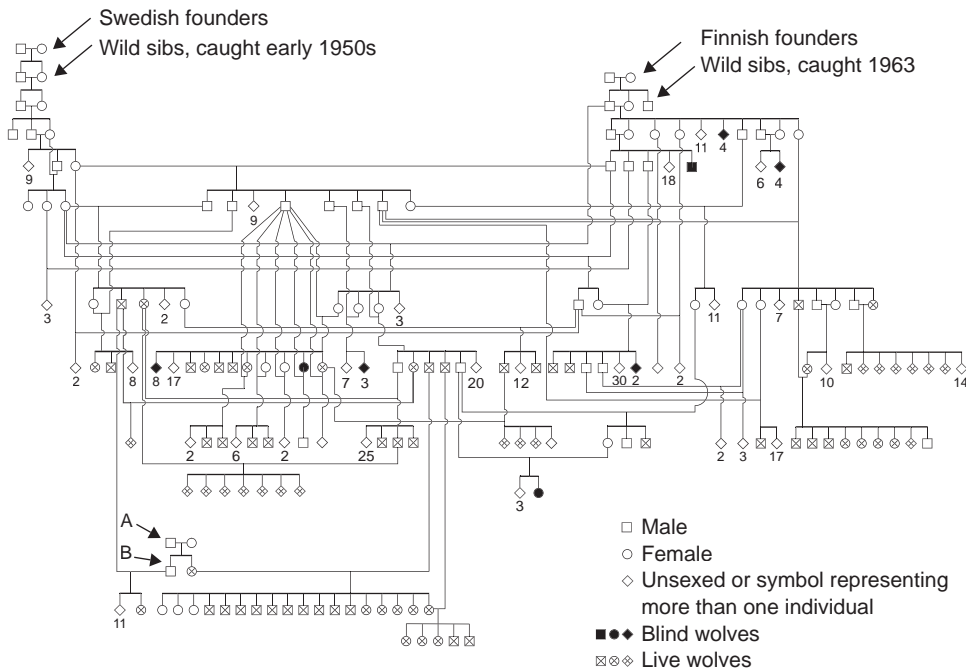 Swedish founders
Wild sibs, caught early 1950s
Finnish founders
Wild sibs, caught 1963
11 4
9 18 6 4
9
3 2 3 11 7
2 8 8 17 7 3 20 12 30 2 2 10 14
2 6 2 25 2 3 17
3
A
B
11
Male
Female
Unsexed or symbol representing
more than one individual
Blind wolves
Live wolves